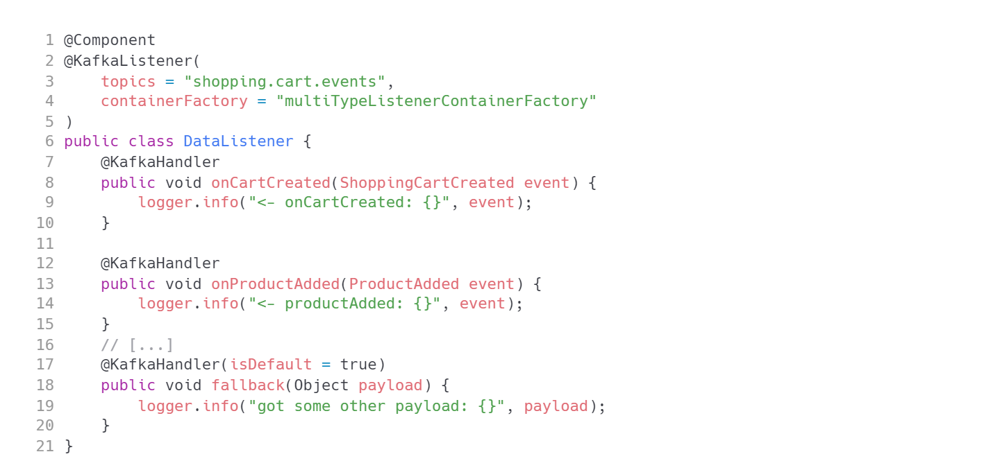 1 @Component
2 @KafkaListener(
3     topics = "shopping.cart.events",
4     containerFactory = "multiTypeListenerContainerFactory"
5 )
6 public class DataListener {
7     @KafkaHandler
8     public void onCartCreated(ShoppingCartCreated event) {
9         logger.info("<- onCartCreated: {}", event);
10     }
11
12     @KafkaHandler
13     public void onProductAdded(ProductAdded event) {
14         logger.info("<- productAdded: {}", event);
15     }
16     // [...]
17     @KafkaHandler(isDefault = true)
18     public void fallback(Object payload) {
19         logger.info("got some other payload: {}", payload);
20     }
21 }